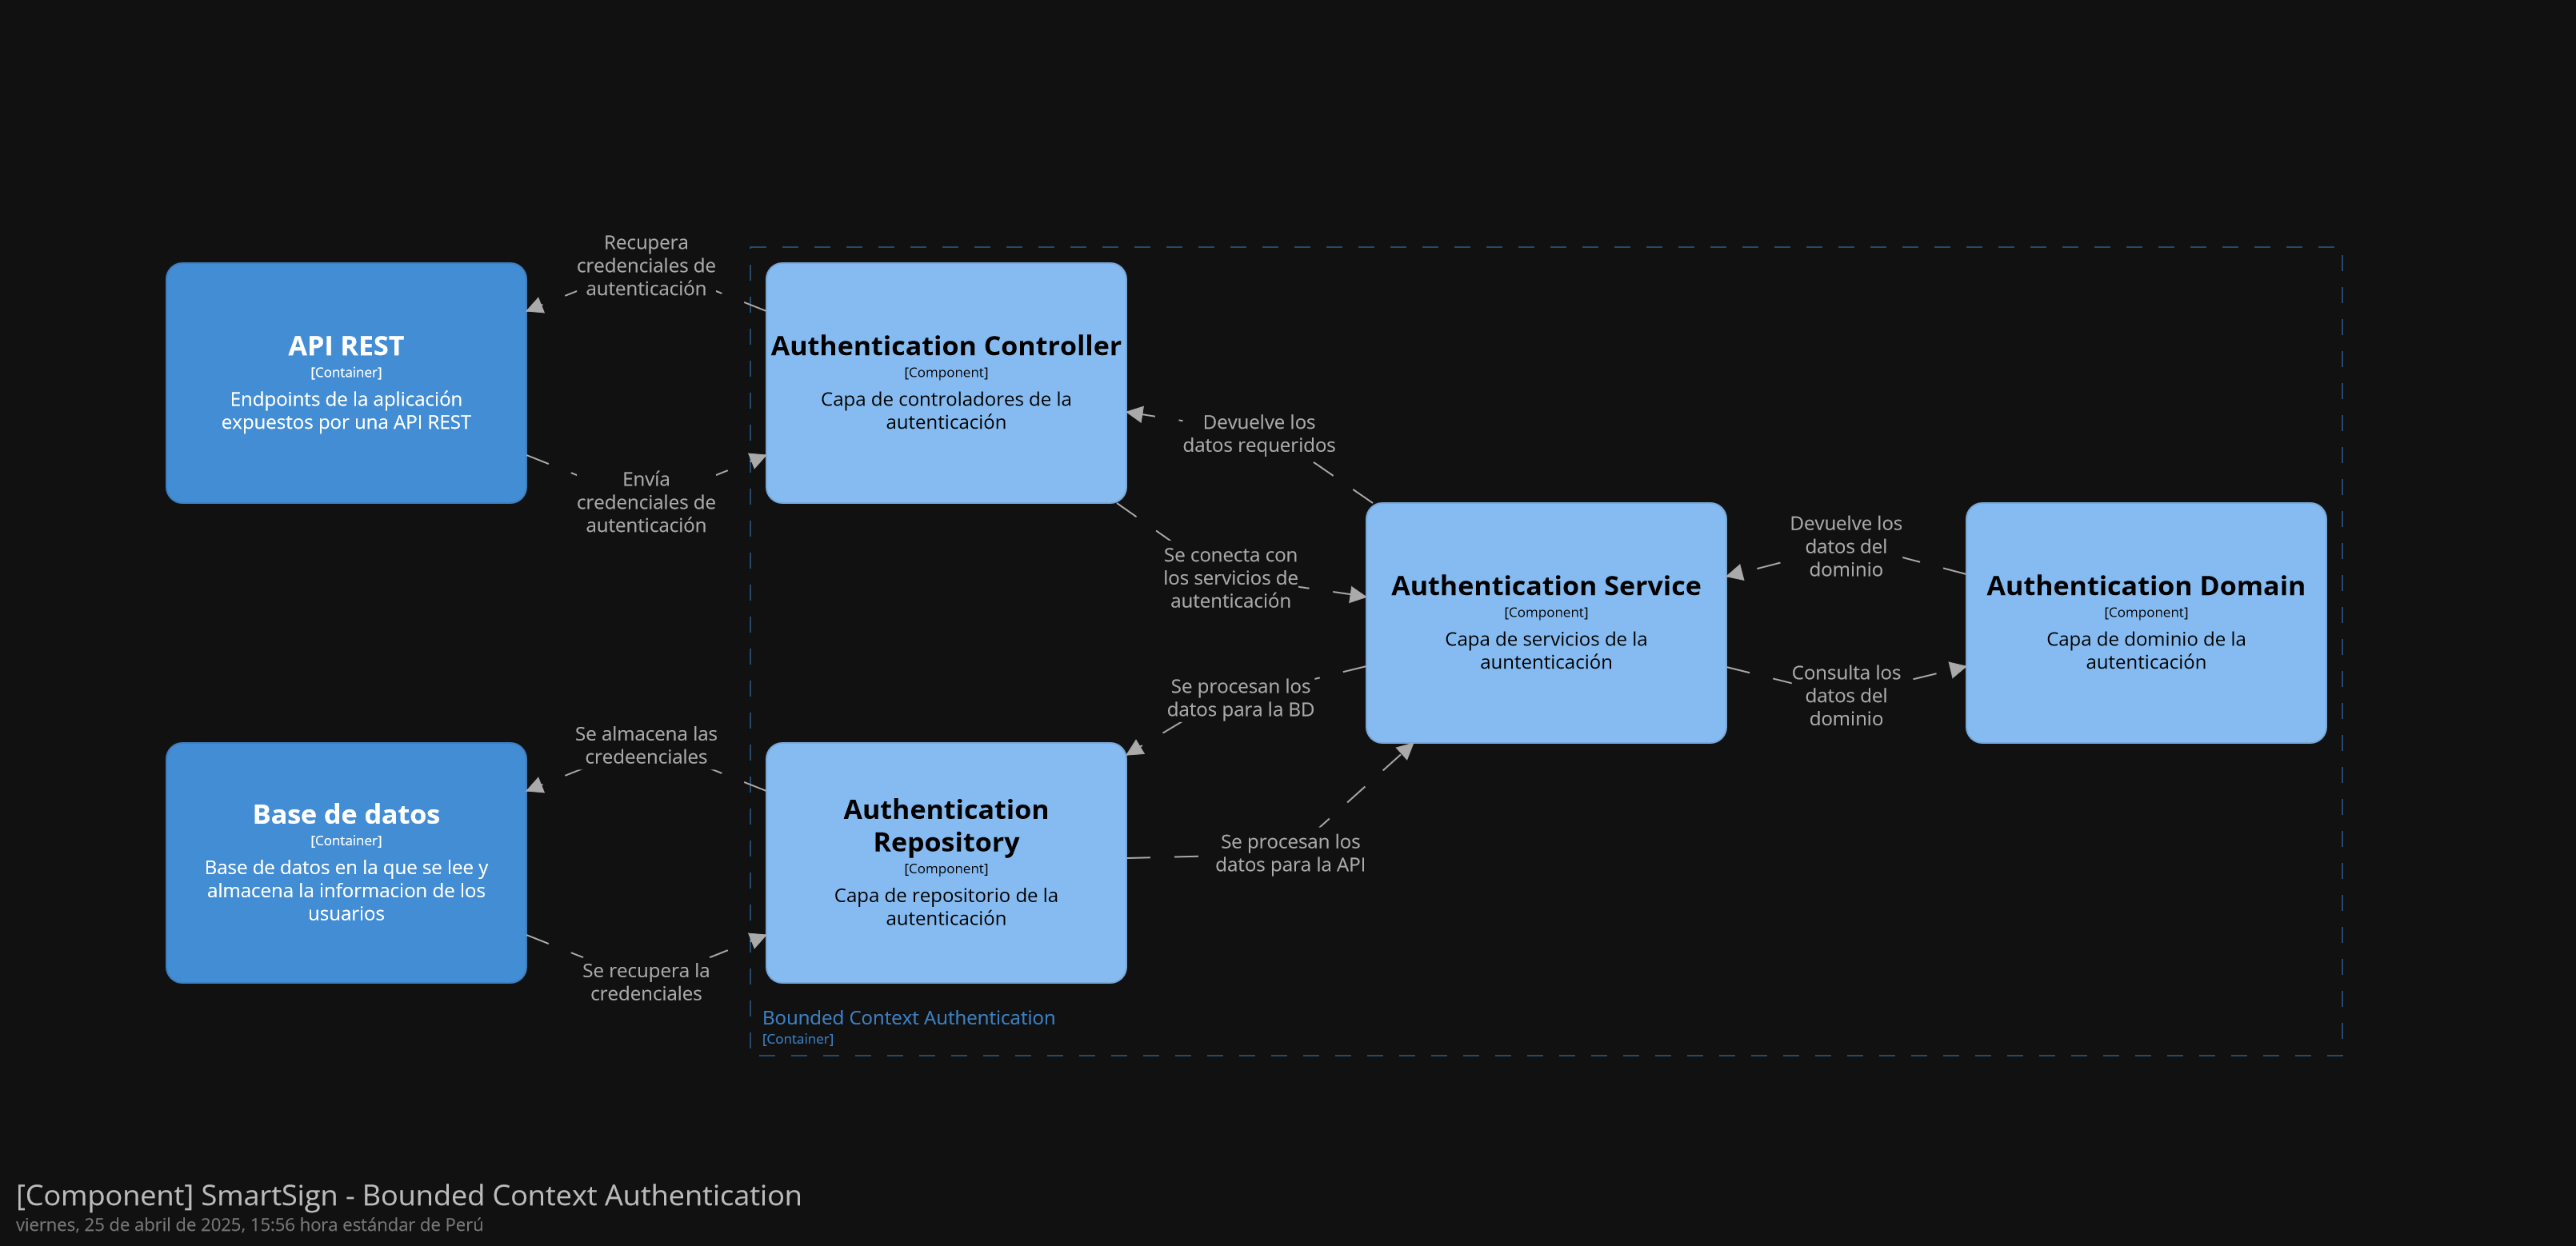 Recupera
credenciales de
autenticación
API REST
[Container]
Endpoints de la aplicación
expuestos por una API REST
Authentication Controller
[Component]
Capa de controladores de la
autenticación
Envía
credenciales de
autenticación
Devuelve los
datos requeridos
Se conecta con
los servicios de
autenticación
Authentication Service
[Component]
Capa de servicios de la
auntenticación
Devuelve los
datos del
dominio
Authentication Domain
[Component]
Capa de dominio de la
autenticación
Consulta los
datos del
dominio
Se procesan los
datos para la BD
Se almacena las
credeenciales
Base de datos
[Container]
Base de datos en la que se lee y
almacena la informacion de los
usuarios
Authentication
Repository
[Component]
Capa de repositorio de la
autenticación
Se procesan los
datos para la API
Se recupera la
credenciales
Bounded Context Authentication
[Container]
[Component] SmartSign - Bounded Context Authentication
viernes, 25 de abril de 2025, 15:56 hora estándar de Perú